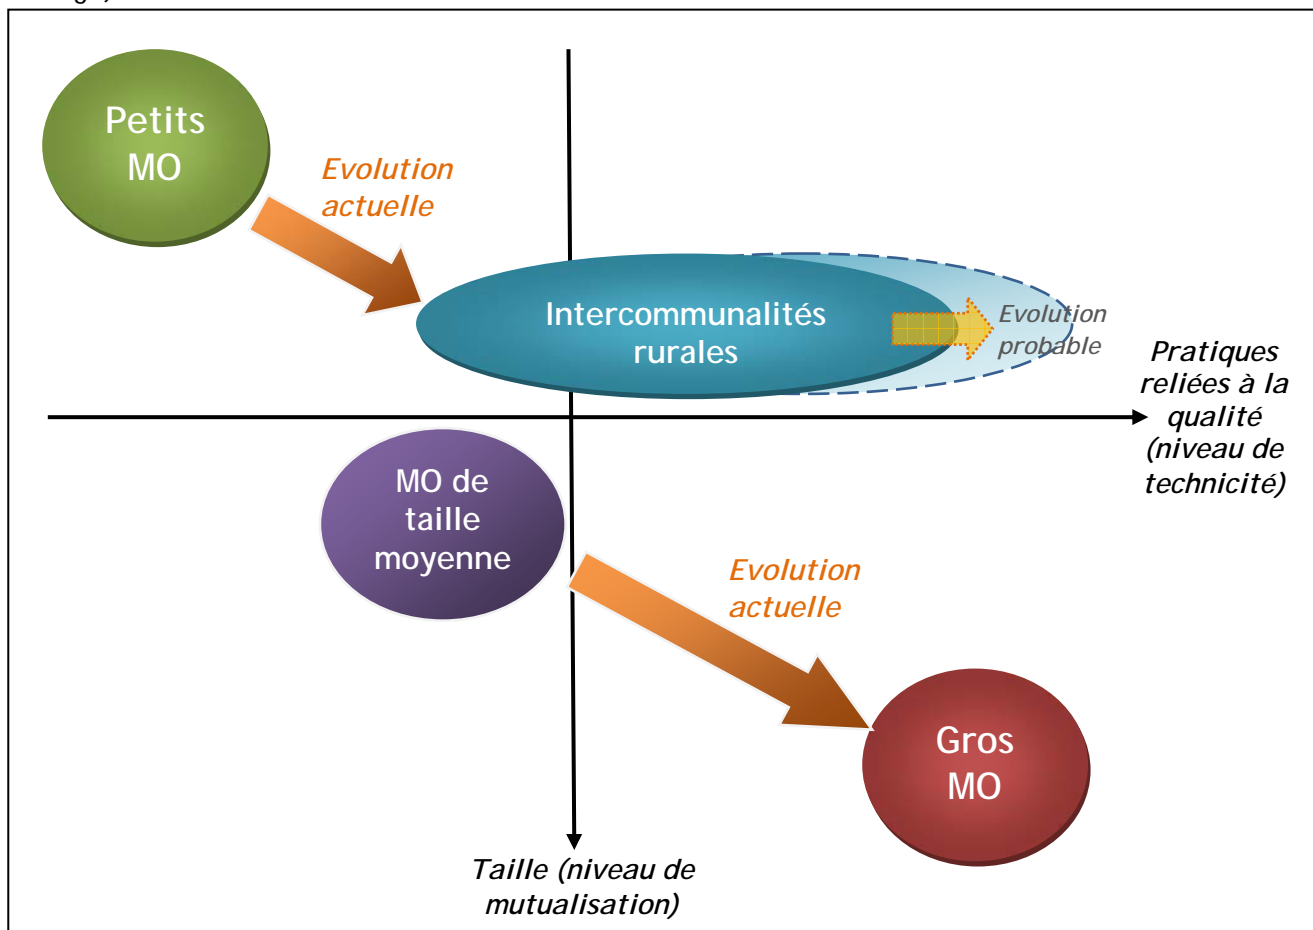 Petits
MO
Evolution
actuelle
Intercommunalités
rurales
Evolution
probable
Pratiques
reliées à la
qualité
(niveau de
technicité)
MO de
taille
moyenne
Evolution
actuelle
Gros
MO
Taille (niveau de
mutualisation)